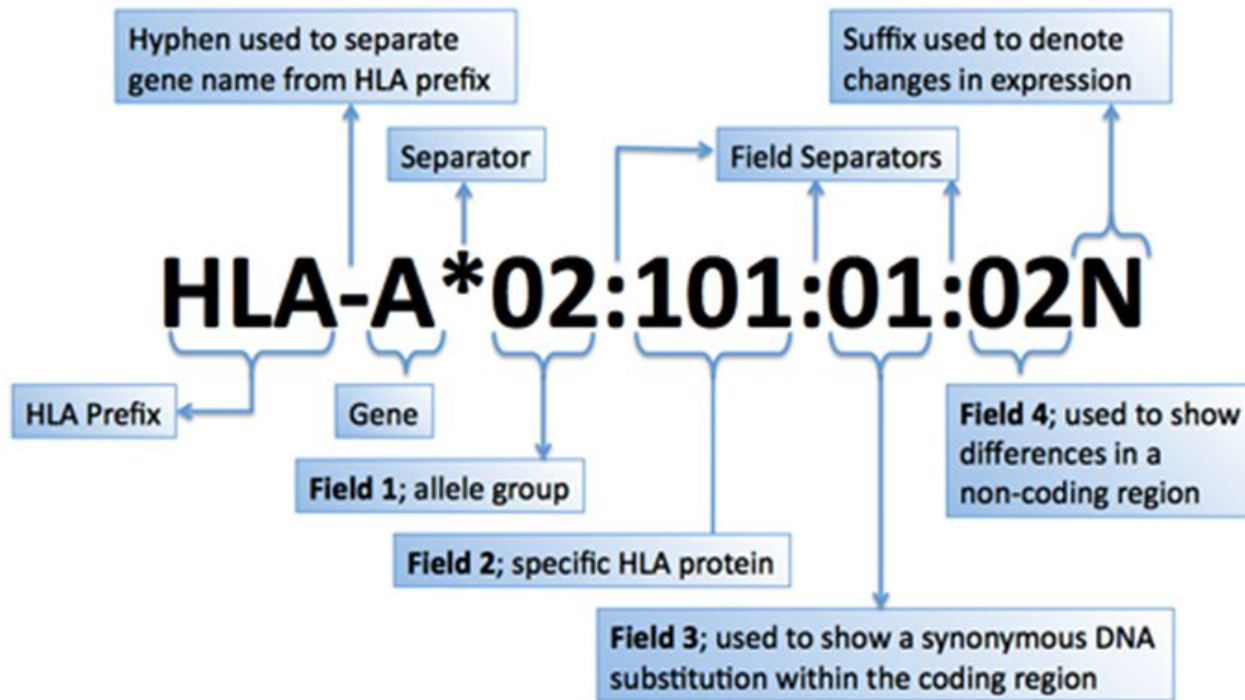 Hyphen used to separate
gene name from HLA prefix
Suffix used to denote
changes in expression
Separator
Field Separators
HLA-A*02:101:01:02N
HLA Prefix
Gene
Field 1; allele group
Field 2; specific HLA protein
Field 3; used to show a synonymous DNA
substitution within the coding region
Field 4; used to show
differences in a
non-coding region